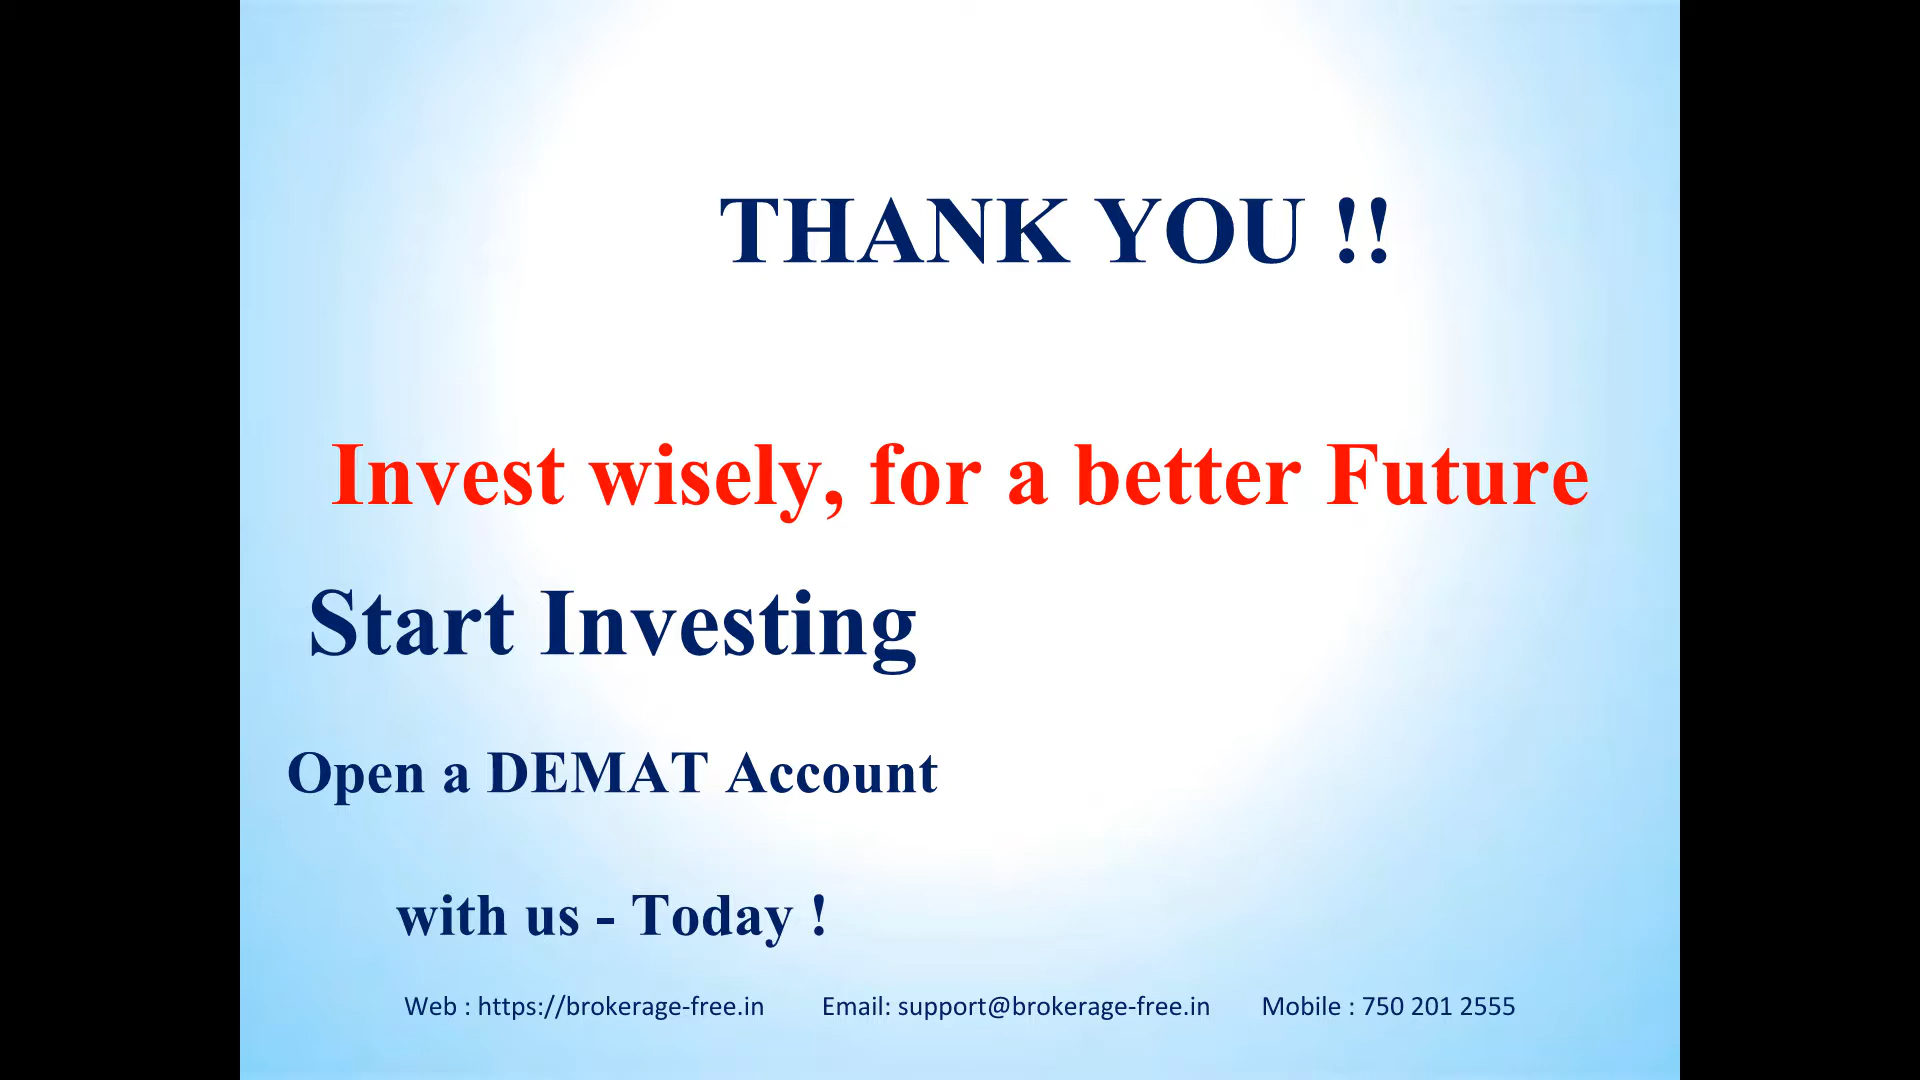 THANK YOU !!
Invest wisely, for a better Future
Start Investing
Open a DEMAT Account
with us - Today !
Web : https://brokerage-free.in Email: support@brokerage-free.in Mobile : 750 201 2555